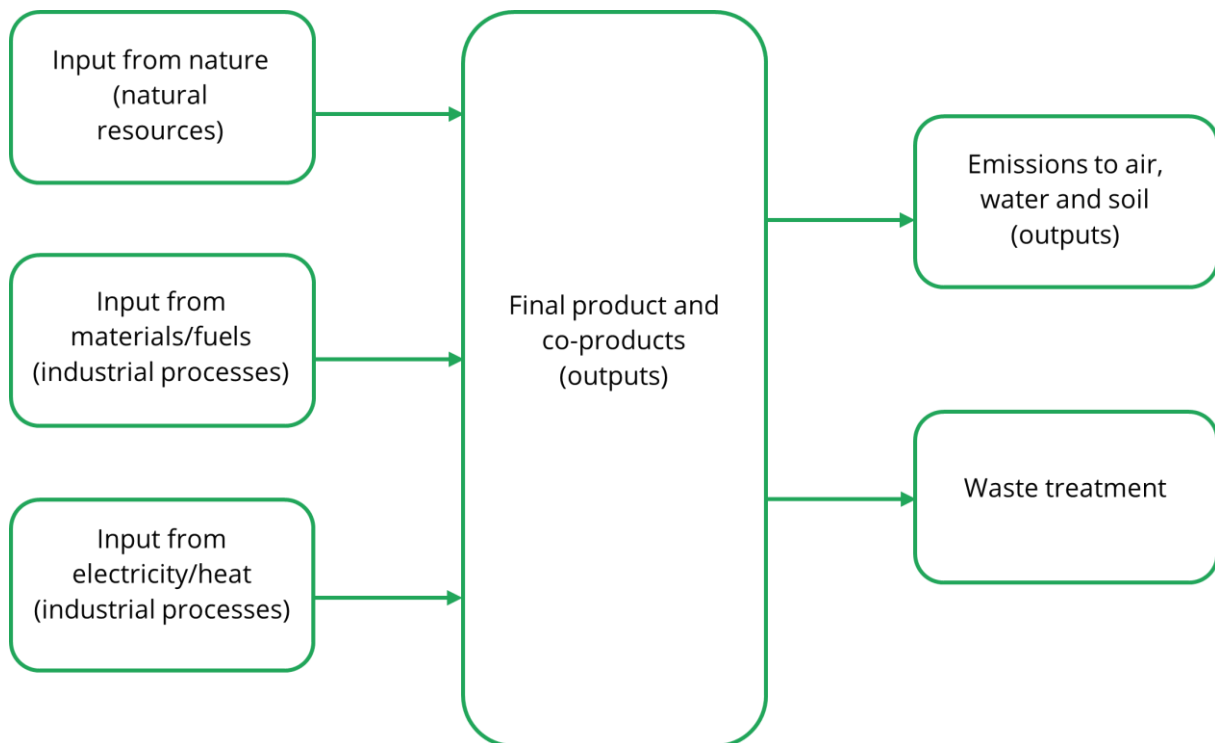 Input from nature
(natural
resources)
Input from
materials/fuels
(industrial processes)
Input from
electricity/heat
(industrial processes)
Final product and
co-products
(outputs)
Emissions to air,
water and soil
(outputs)
Waste treatment